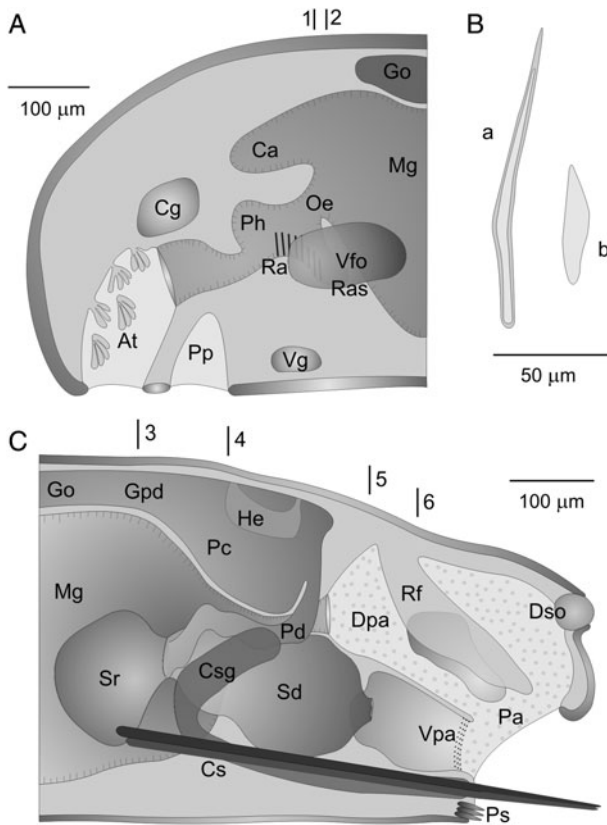 A
1 2
100 µm
Go
Ca
Mg
Cg
Oe
Ph
Ra
Vfo
Ras
At
Pp
Vg
B
a
b
50 µm
C
3
4
5
6
100 µm
Go
Gpd
He
Pc
Mg
Rf
Dso
Dpa
Pd
Csg
Sr
Sd
Pa
Vpa
Cs
Ps